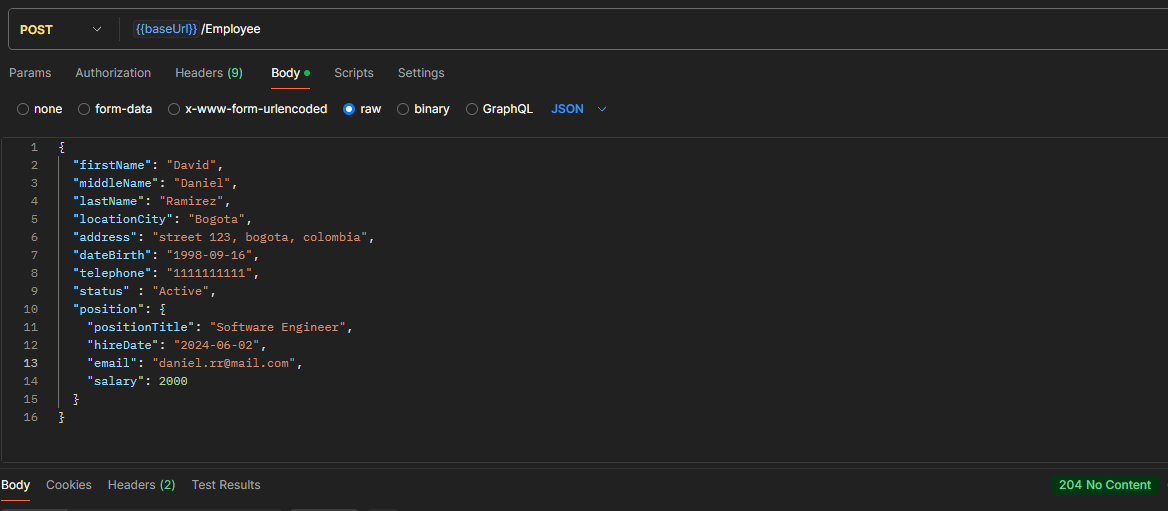 POST {{baseUrl}} /Employee
Params Authorization Headers (9) Body Scripts Settings
none form-data x-www-form-urlencoded raw binary GraphQL JSON
1 {
2 "firstName": "David",
3 "middleName": "Daniel",
4 "lastName": "Ramirez",
5 "locationCity": "Bogota",
6 "address": "street 123, bogota, colombia",
7 "dateBirth": "1998-09-16",
8 "telephone": "1111111111",
9 "status" : "Active",
10 "position": {
11 "positionTitle": "Software Engineer",
12 "hireDate": "2024-06-02",
13 "email": "daniel.rr@mail.com",
14 "salary": 2000
15 }
16 }
Body Cookies Headers (2) Test Results 204 No Content